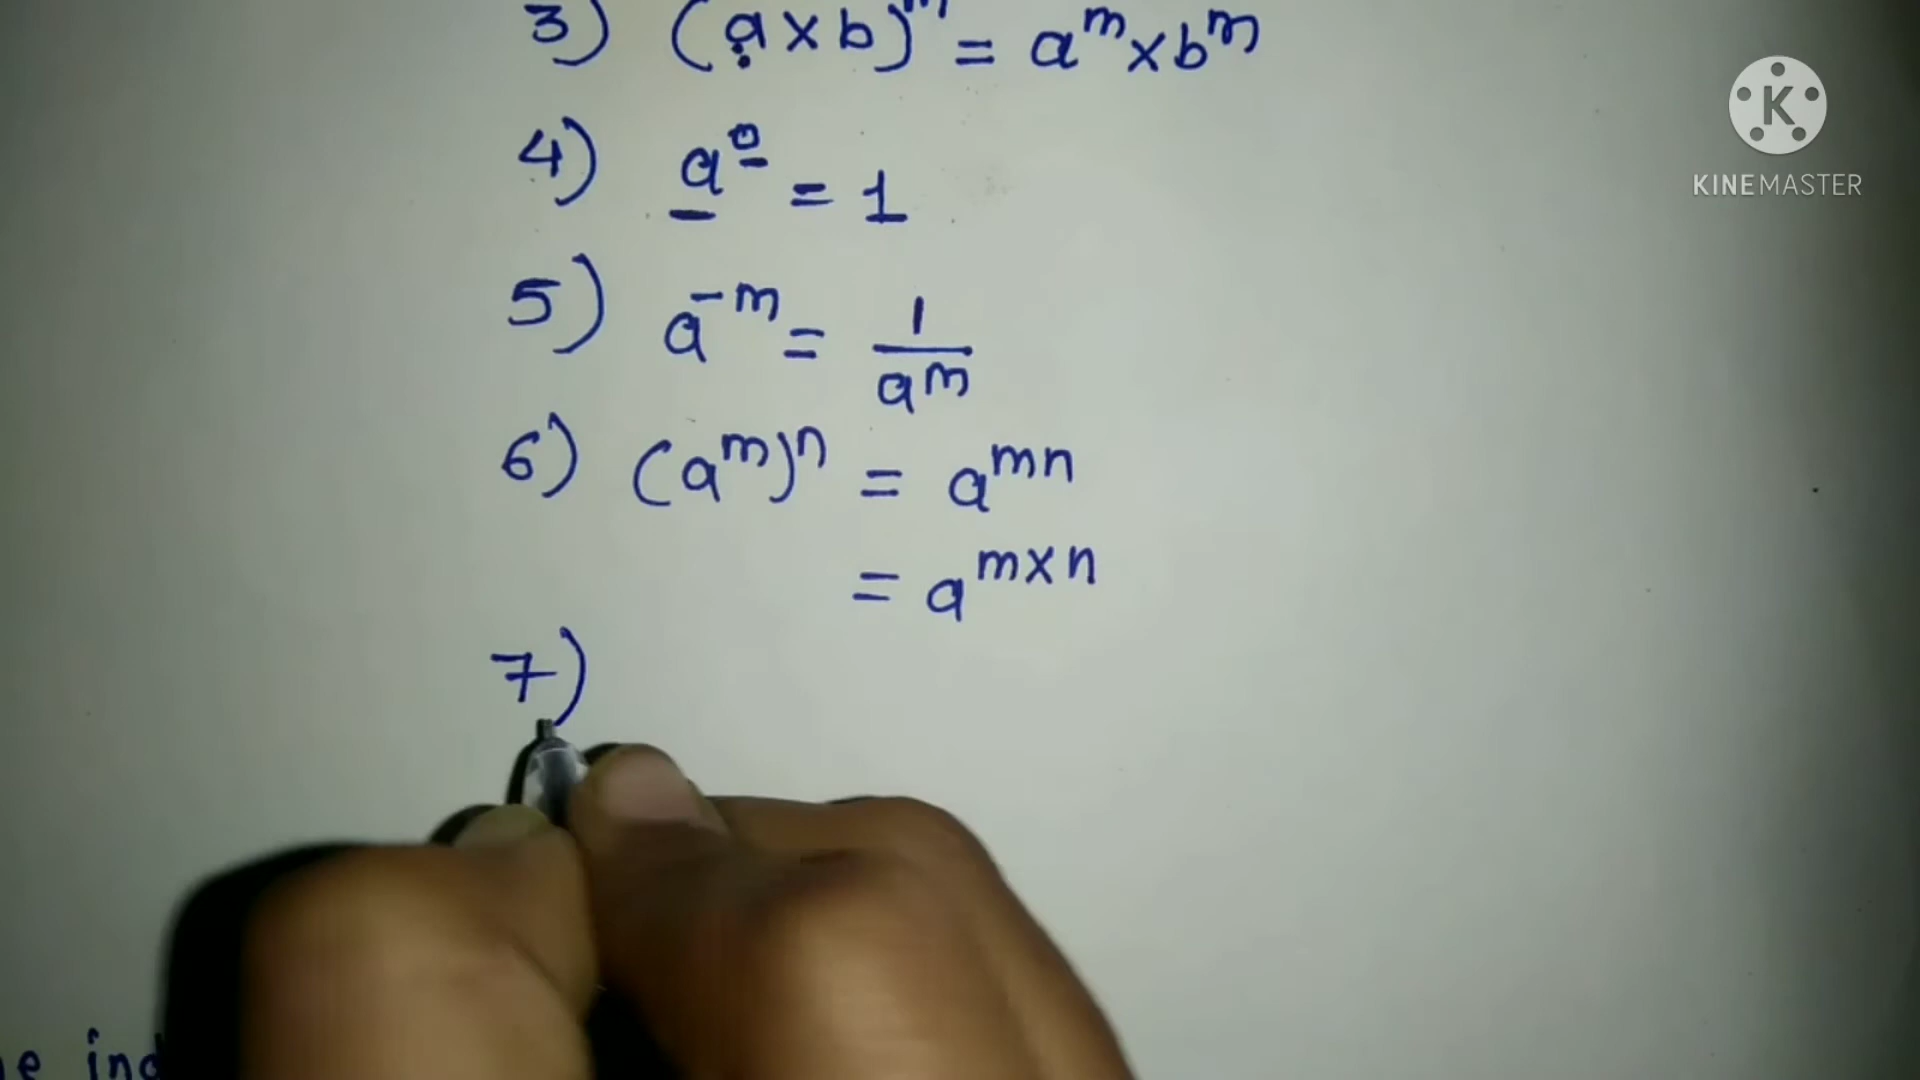 3) (a×b)^m = a^m × b^m
KINEMASTER
4) a^0 = 1
5) a^-m = 1/a^m
6) (a^m)^n = a^mn
= a^m×n
7)